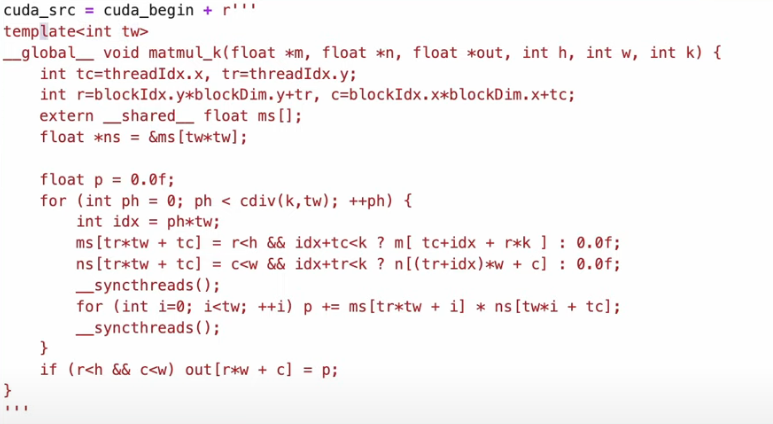 cuda_src = cuda_begin + r'''
template<int tw>
__global__ void matmul_k(float *m, float *n, float *out, int h, int w, int k) {
    int tc=threadIdx.x, tr=threadIdx.y;
    int r=blockIdx.y*blockDim.y+tr, c=blockIdx.x*blockDim.x+tc;
    extern __shared__ float ms[];
    float *ns = &ms[tw*tw];

    float p = 0.0f;
    for (int ph = 0; ph < cdiv(k,tw); ++ph) {
        int idx = ph*tw;
        ms[tr*tw + tc] = r<h && idx+tc<k ? m[ tc+idx + r*k ] : 0.0f;
        ns[tr*tw + tc] = c<w && idx+tr<k ? n[(tr+idx)*w + c] : 0.0f;
        __syncthreads();
        for (int i=0; i<tw; ++i) p += ms[tr*tw + i] * ns[tw*i + tc];
        __syncthreads();
    }
    if (r<h && c<w) out[r*w + c] = p;
}
'''